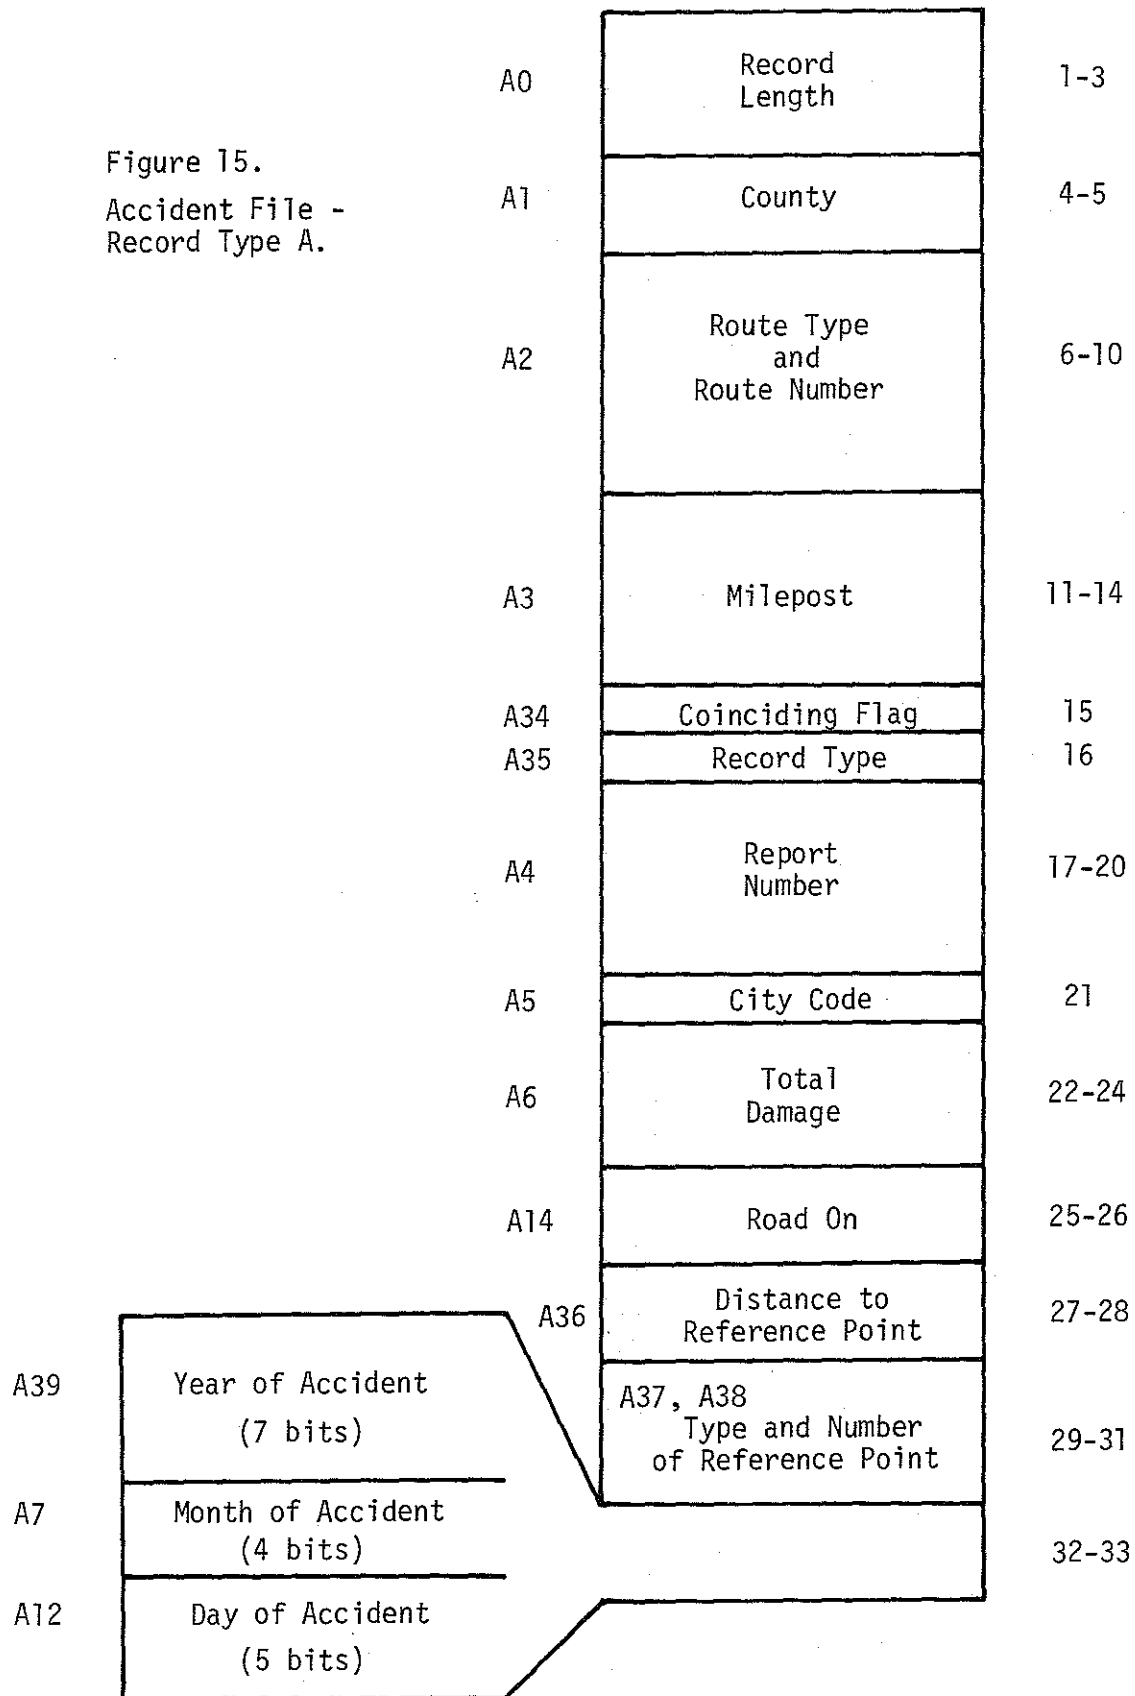 A0
Record
Length
1-3
Figure 15.
Accident File -
Record Type A.
A1
County
4-5
A2
Route Type
and
Route Number
6-10
A3
Milepost
11-14
A34
Coinciding Flag
15
A35
Record Type
16
A4
Report
Number
17-20
A5
City Code
21
A6
Total
Damage
22-24
A14
Road On
25-26
A36
Distance to
Reference Point
27-28
A37, A38
Type and Number
of Reference Point
29-31
A39
Year of Accident
(7 bits)
A7
Month of Accident
(4 bits)
32-33
A12
Day of Accident
(5 bits)